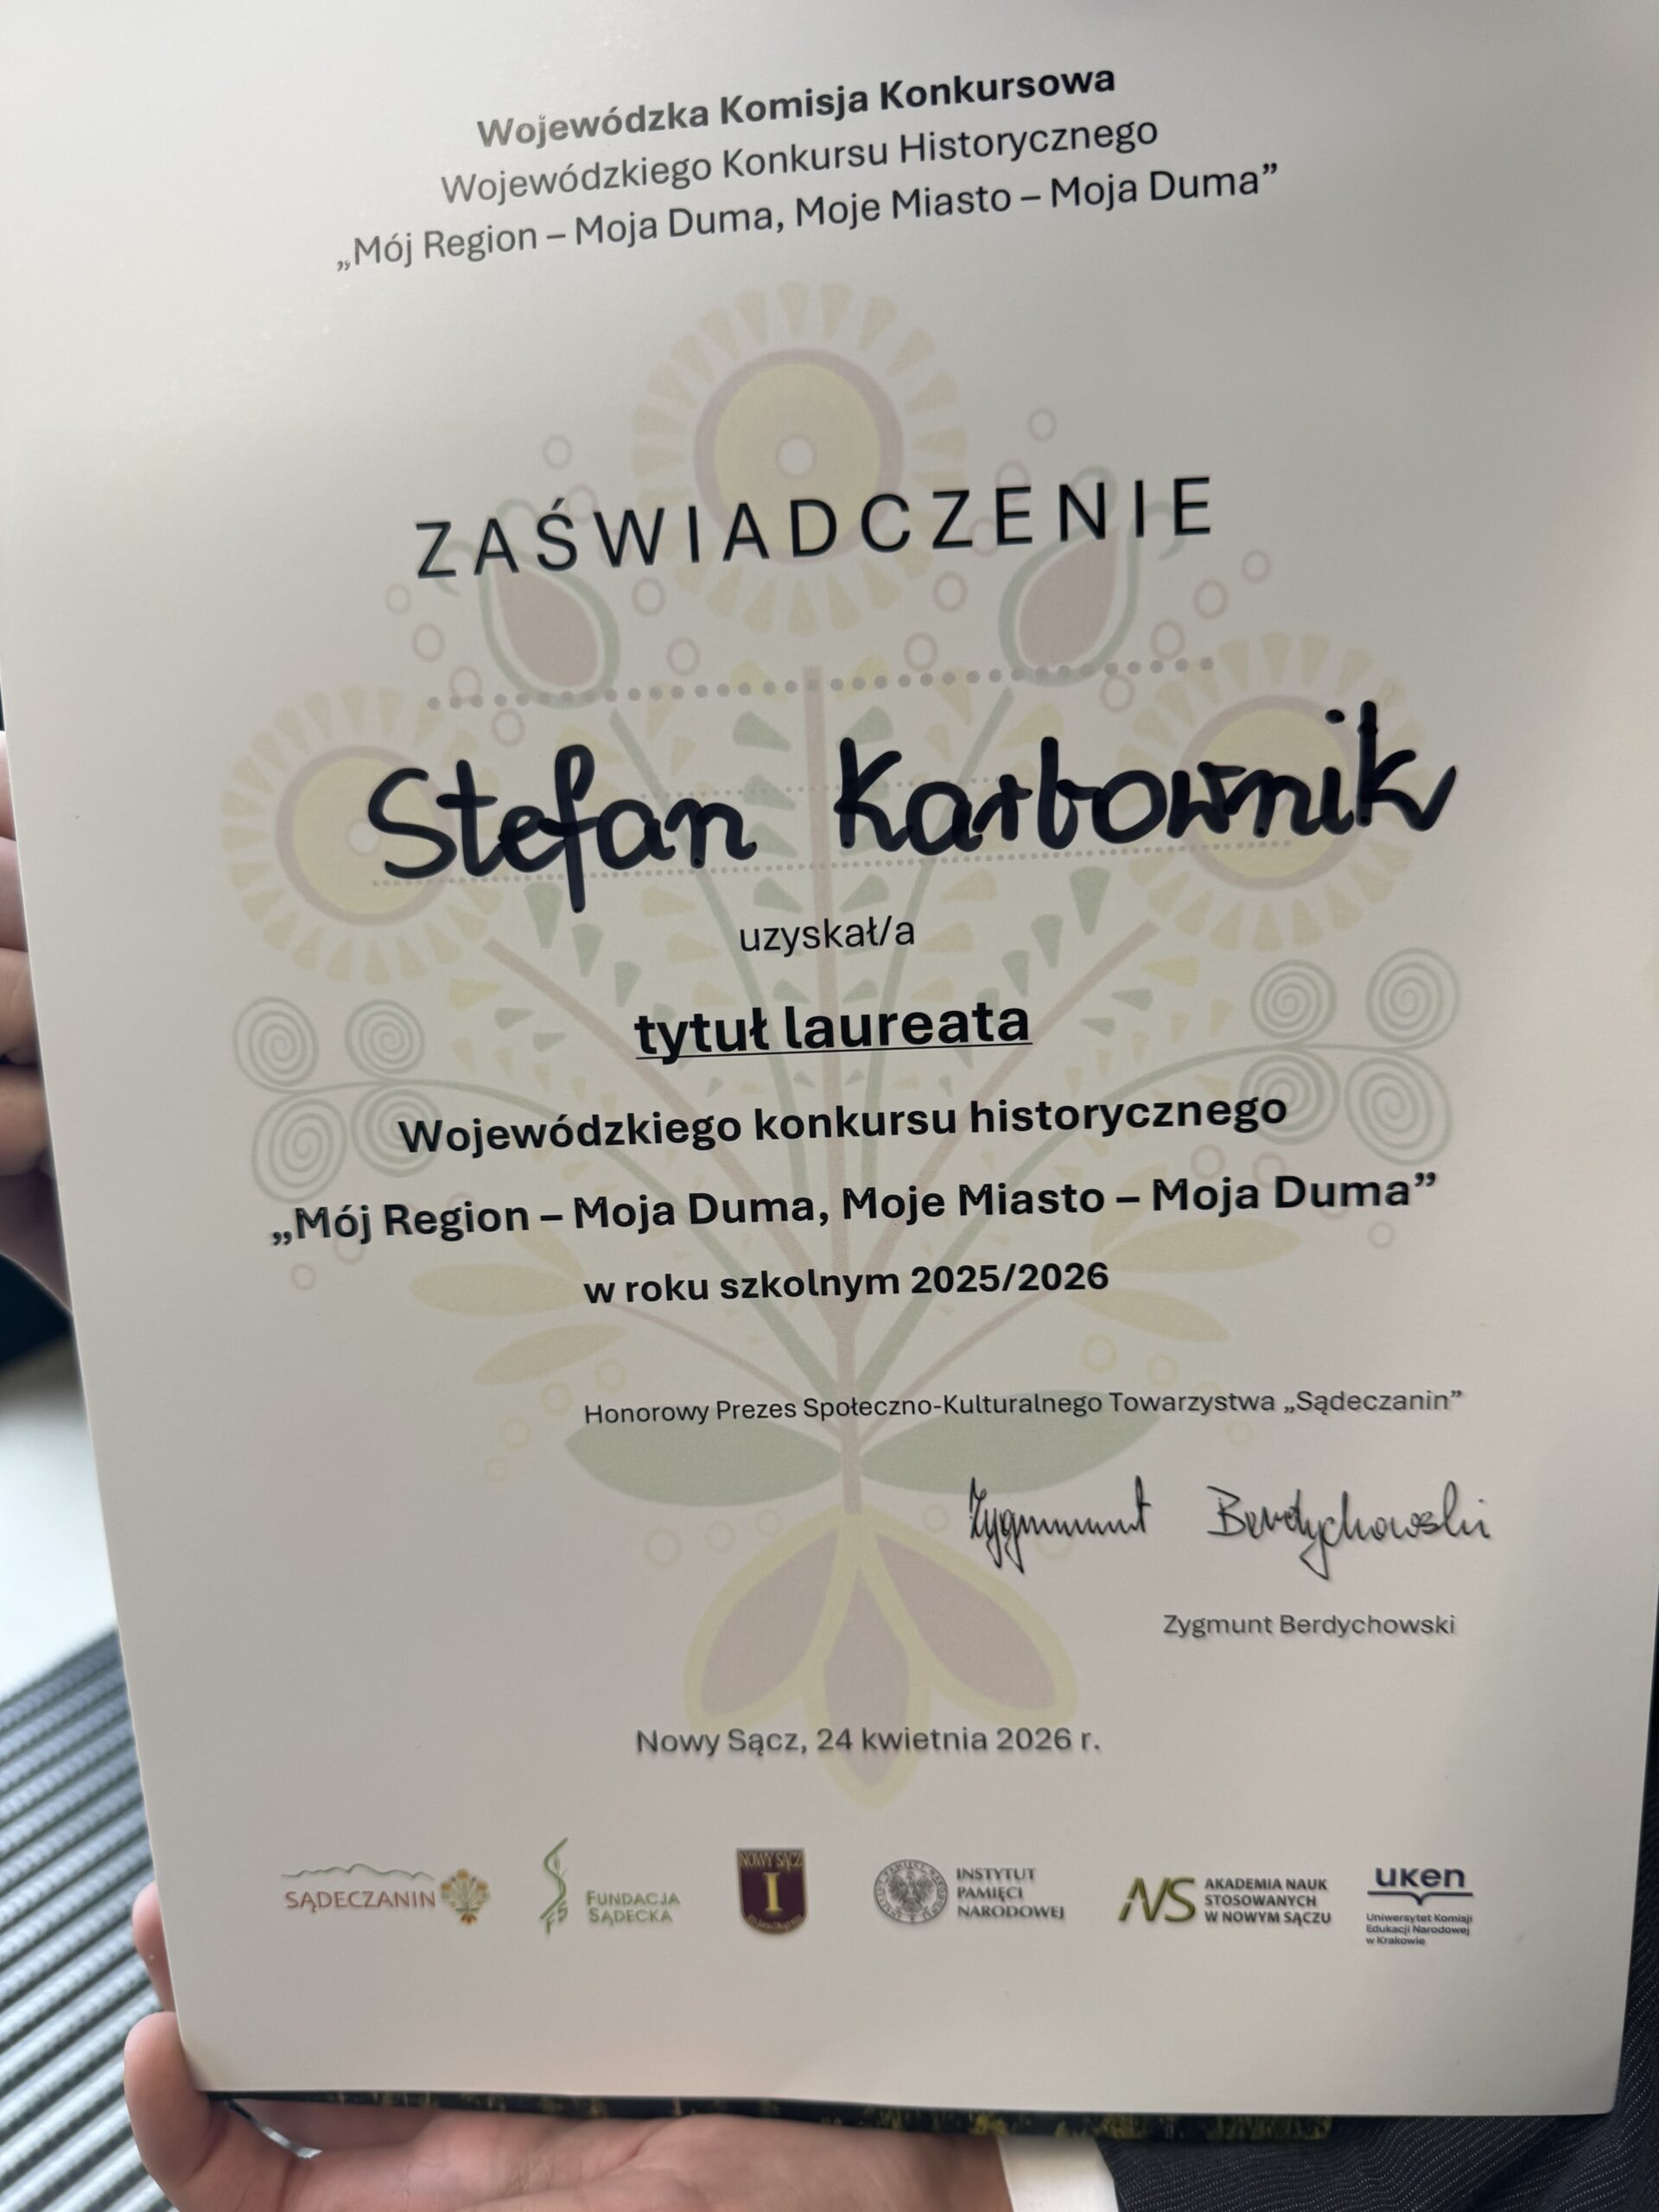 Wojewódzka Komisja Konkursowa
Wojewódzkiego Konkursu Historycznego
„Mój Region – Moja Duma, Moje Miasto – Moja Duma”
ZAŚWIADCZENIE
Stefan Karbownik
uzyskał/a
tytuł laureata
Wojewódzkiego konkursu historycznego
„Mój Region – Moja Duma, Moje Miasto – Moja Duma”
w roku szkolnym 2025/2026
Honorowy Prezes Społeczno-Kulturalnego Towarzystwa „Sądeczanin”
Zygmunt Berdychowski
Zygmunt Berdychowski
Nowy Sącz, 24 kwietnia 2026 r.
SĄDECZANIN
FUNDACJA
SĄDECKA
NOWY SĄCZ
I
INSTYTUT
PAMIĘCI
NARODOWEJ
NS
AKADEMIA NAUK
STOSOWANYCH
W NOWYM SĄCZU
uken
Uniwersytet Komisji
Edukacji Narodowej
w Krakowie